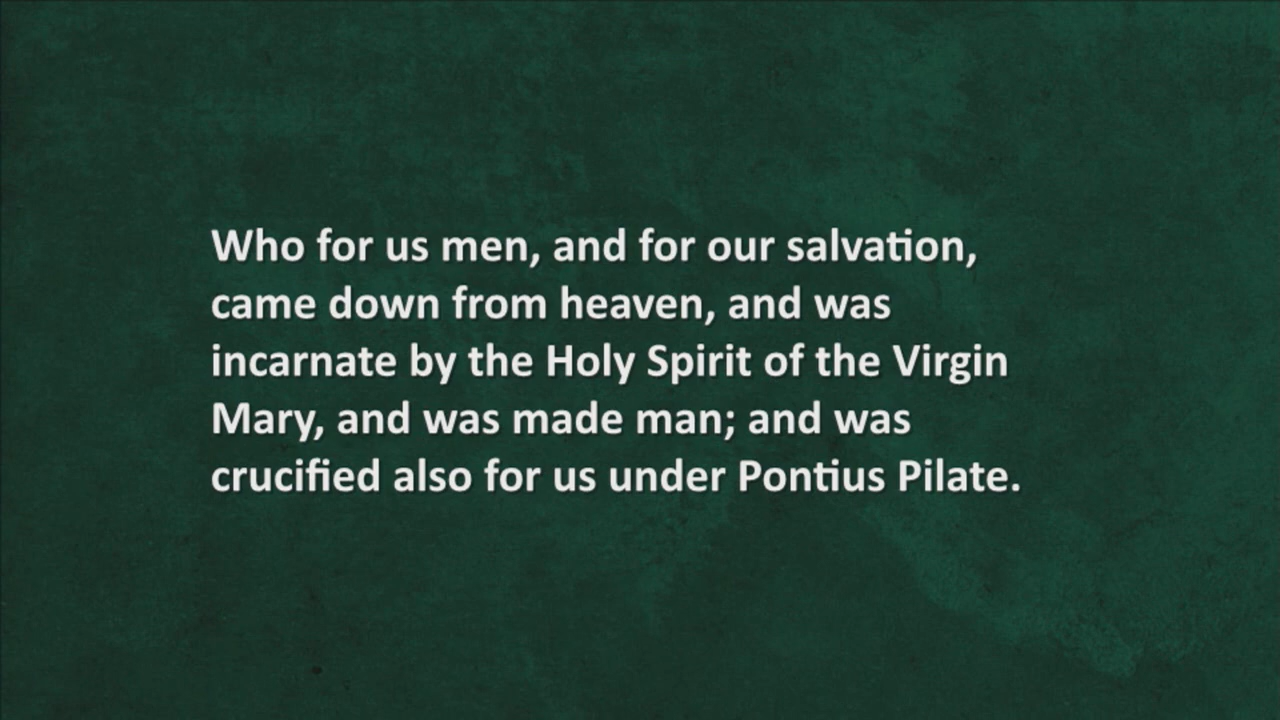 Who for us men, and for our salvation,
came down from heaven, and was
incarnate by the Holy Spirit of the Virgin
Mary, and was made man; and was
crucified also for us under Pontius Pilate.